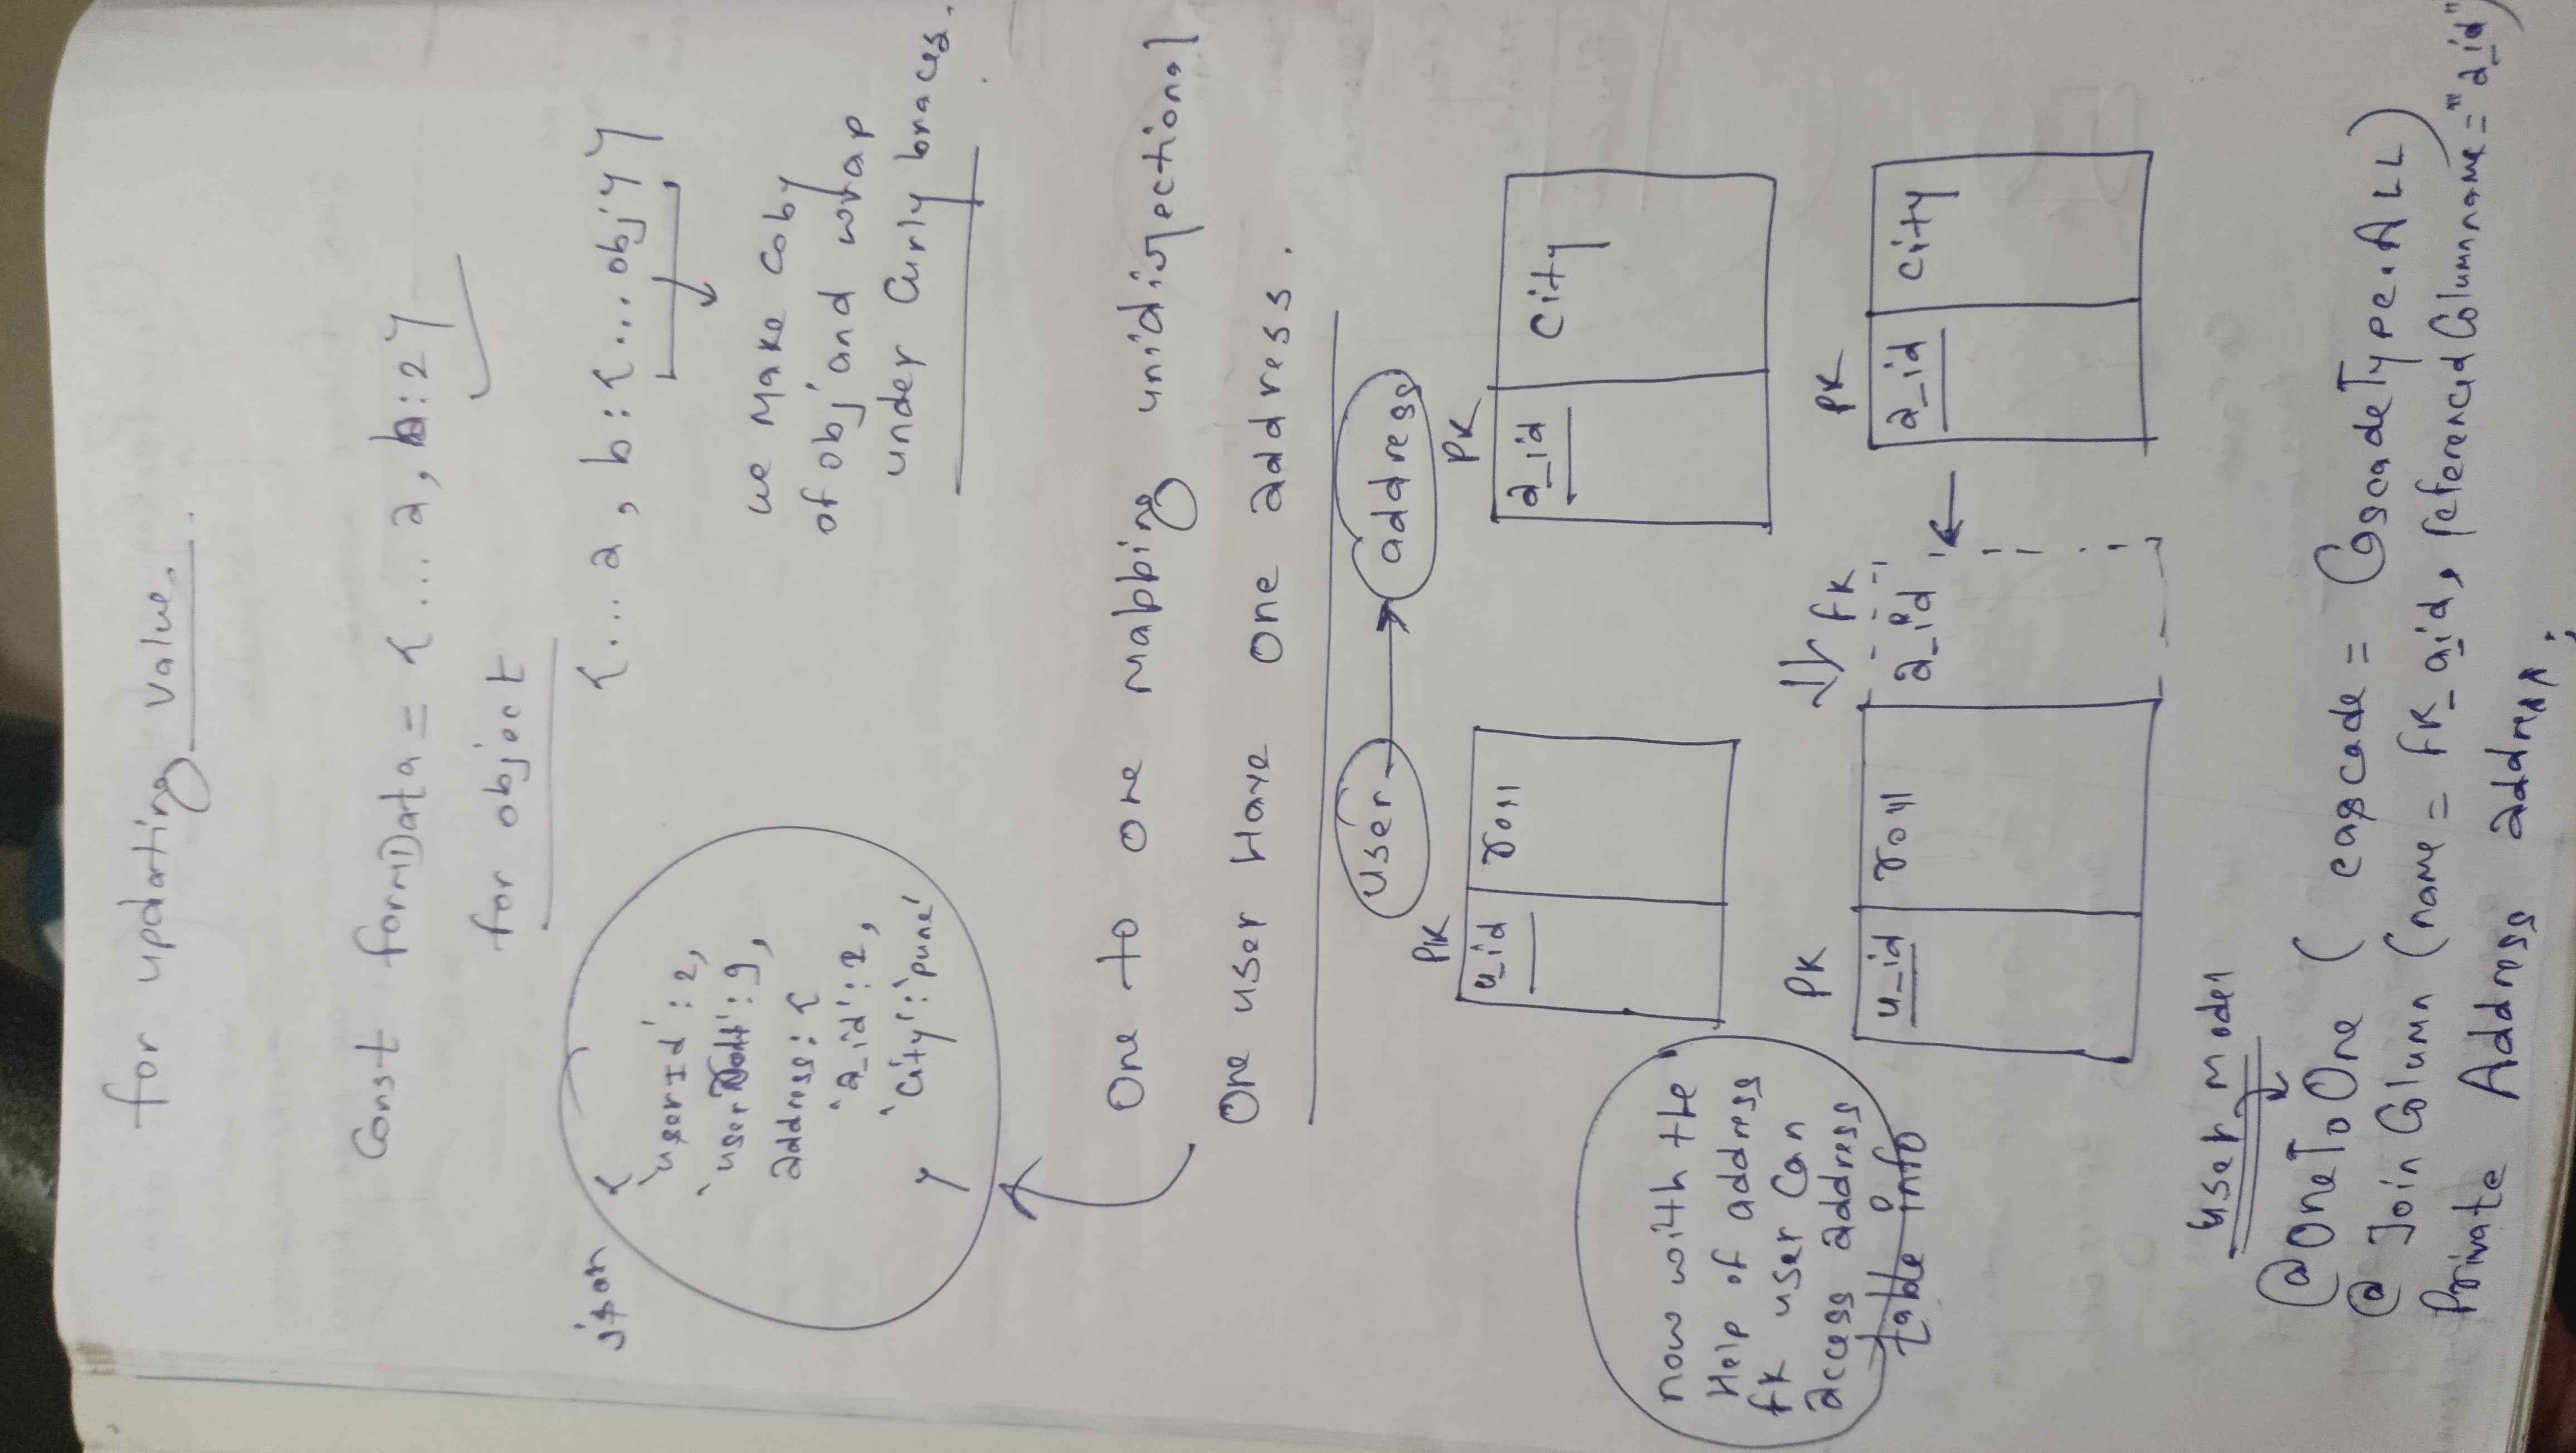 for updating value.
Const formData = {... a, b:2}
for object
json
{
'userId' : 2,
'userRoll' : 9,
address : {
'a_id' : 2,
'City' : 'pune'
}
{... a, b : {... obj}}
we make coby
of obj and wrap
under Curly braces.
One to one mabbing unidirectional
One user Have one address.
user
address
PK
u_id
roll
PK
a_id
City
now with the
Help of address
fk user Can
access address
table info
PK
u_id
roll
fk
a_id
PK
a_id
City
User Model
@OneToOne ( cascade = CascadeType.ALL)
@ Join Column (name = fk_aid, referenced Columnname = "a_id")
Private Address address;